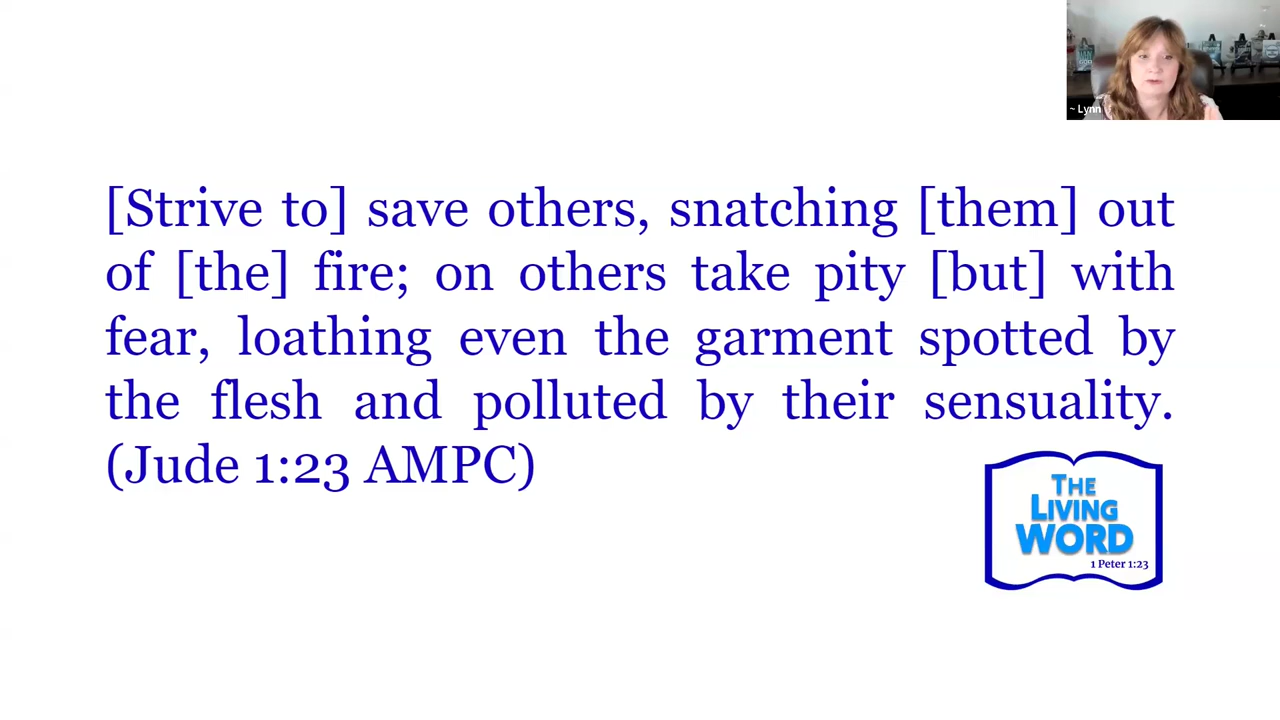 ~ Lynn
[Strive to] save others, snatching [them] out
of [the] fire; on others take pity [but] with
fear, loathing even the garment spotted by
the flesh and polluted by their sensuality.
(Jude 1:23 AMPC)
THE
LIVING
WORD
1 Peter 1:23